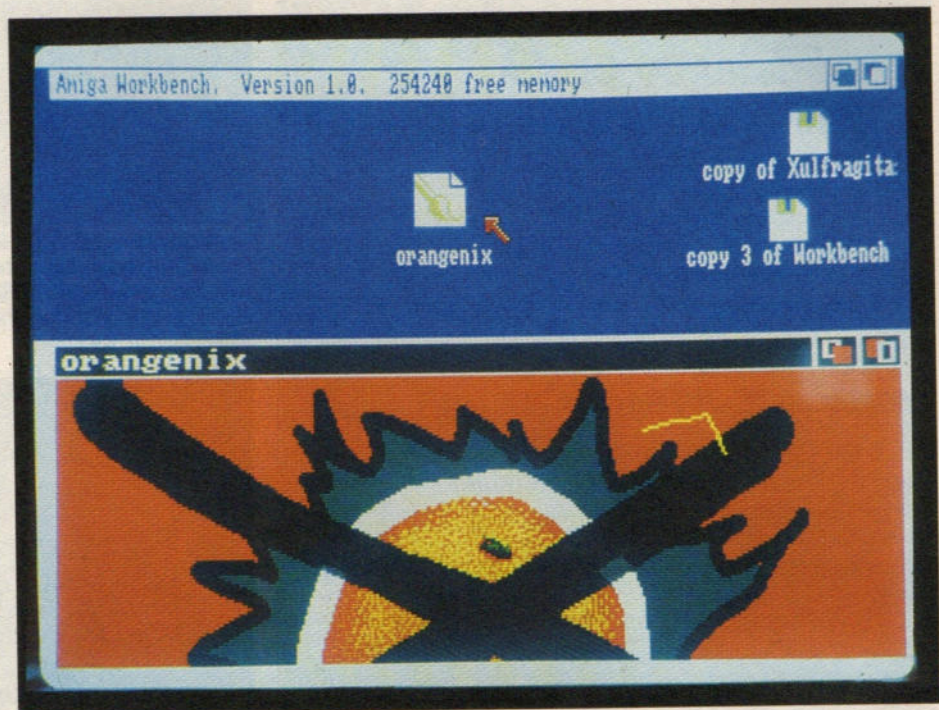 Amiga Workbench. Version 1.0. 254240 free memory
copy of Xulfragita
orangenix
copy 3 of Workbench
orangenix